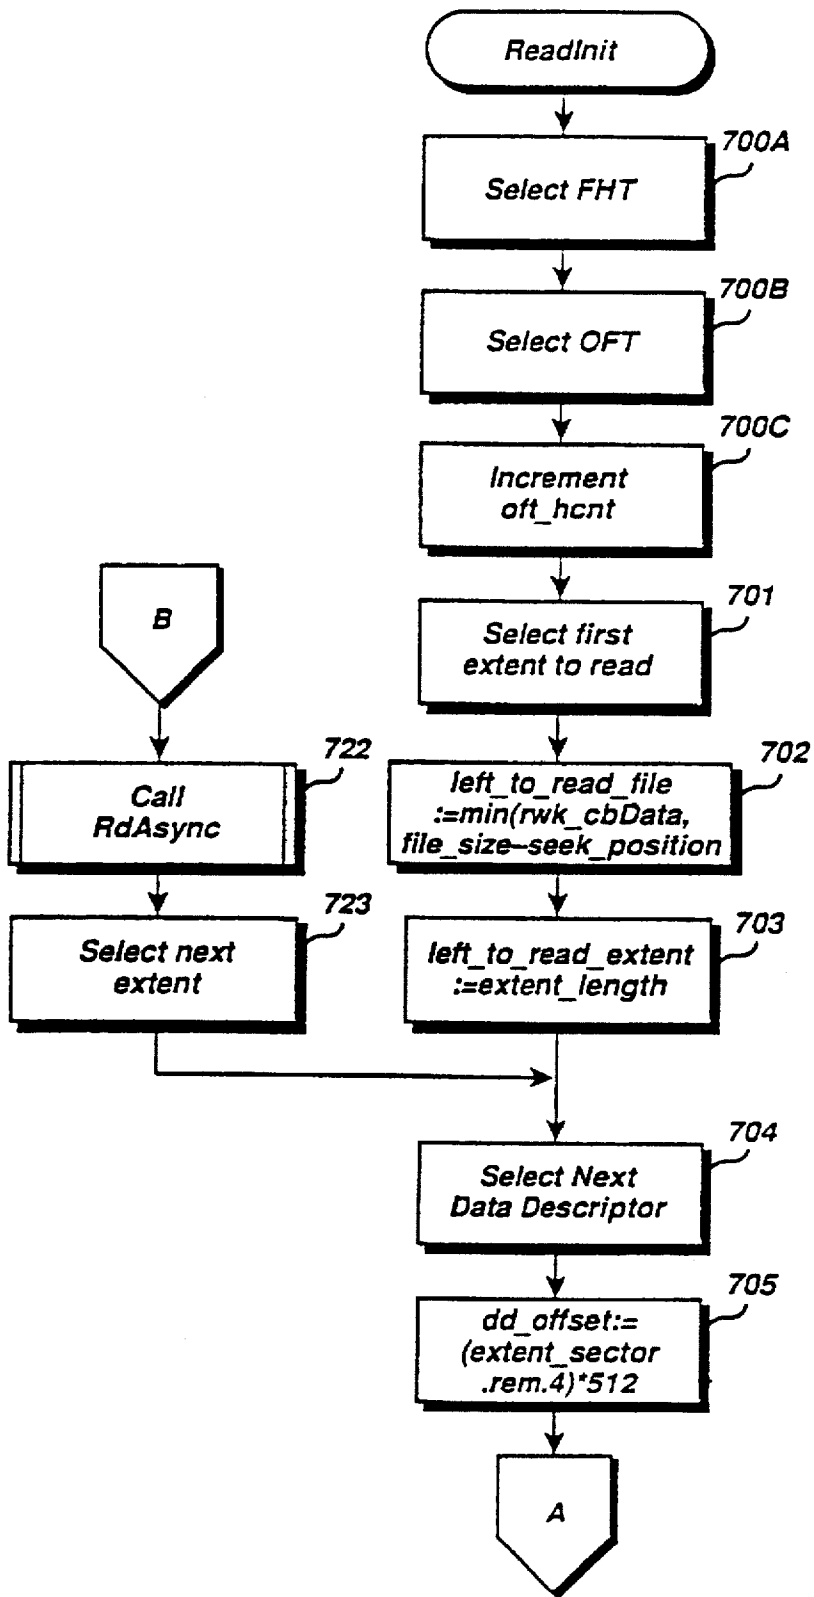 ReadInit
700A
Select FHT
700B
Select OFT
700C
Increment
oft_hcnt
701
Select first
extent to read
B
722
Call
RdAsync
702
left_to_read_file
:=min(rwk_cbData,
file_size–seek_position
723
Select next
extent
703
left_to_read_extent
:=extent_length
704
Select Next
Data Descriptor
705
dd_offset:=
(extent_sector
.rem.4)*512
A